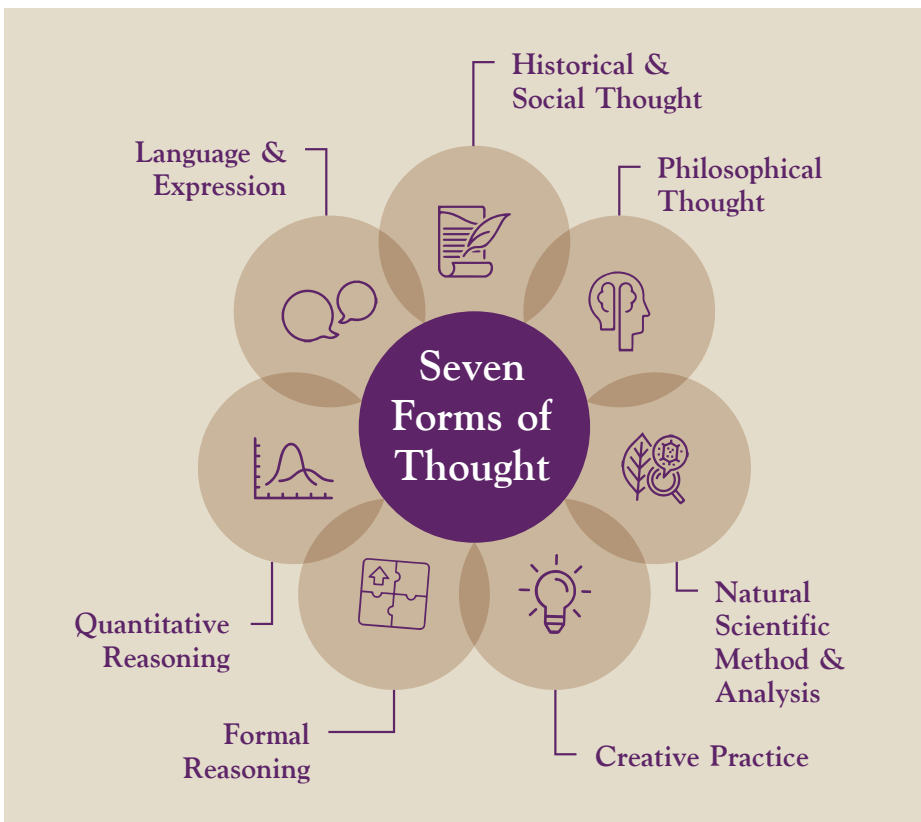 Historical &
Social Thought
Language &
Expression
Philosophical
Thought
Seven
Forms of
Thought
Natural
Scientific
Method &
Analysis
Quantitative
Reasoning
Formal
Reasoning
Creative Practice